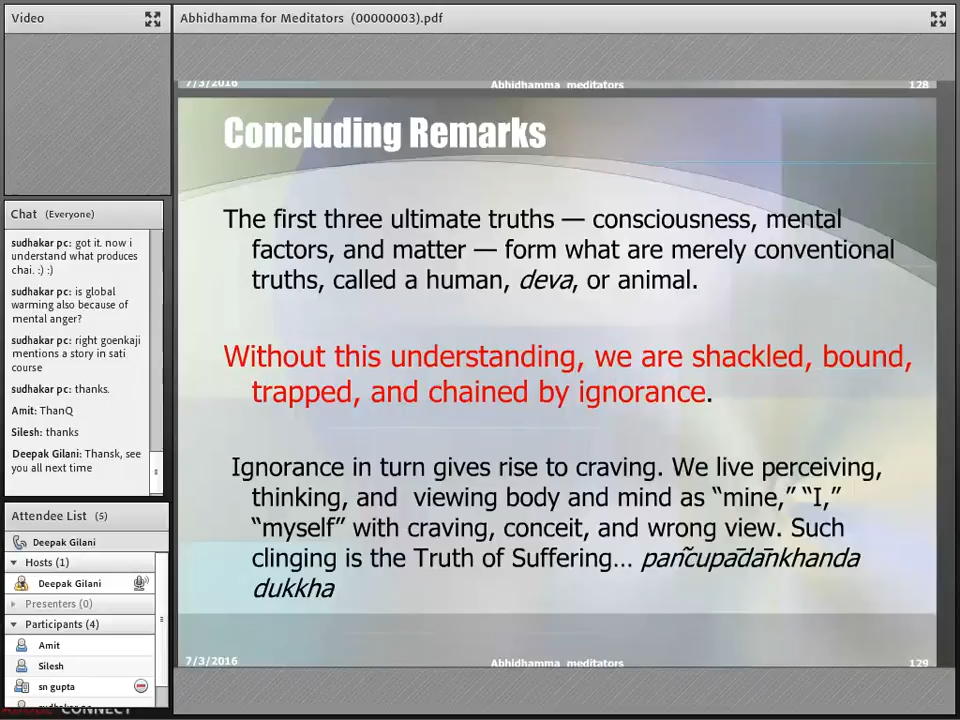 Video
Abhidhamma for Meditators (00000003).pdf
7/3/2016 Abhidhamma meditators 128
Concluding Remarks
The first three ultimate truths — consciousness, mental
factors, and matter — form what are merely conventional
truths, called a human, deva, or animal.
Without this understanding, we are shackled, bound,
trapped, and chained by ignorance.
Ignorance in turn gives rise to craving. We live perceiving,
thinking, and viewing body and mind as “mine,” “I,”
“myself” with craving, conceit, and wrong view. Such
clinging is the Truth of Suffering… pañcupādānkhanda
dukkha
7/3/2016 Abhidhamma meditators 129
Chat (Everyone)
sudhakar pc: got it. now i
understand what produces
chai. :) :)
sudhakar pc: is global
warming also because of
mental anger?
sudhakar pc: right goenkaji
mentions a story in sati
course
sudhakar pc: thanks.
Amit: ThanQ
Silesh: thanks
Deepak Gilani: Thansk, see
you all next time
Attendee List (5)
Deepak Gilani
Hosts (1)
Deepak Gilani
Presenters (0)
Participants (4)
Amit
Silesh
sn gupta
sudhakar pc
CONNECT